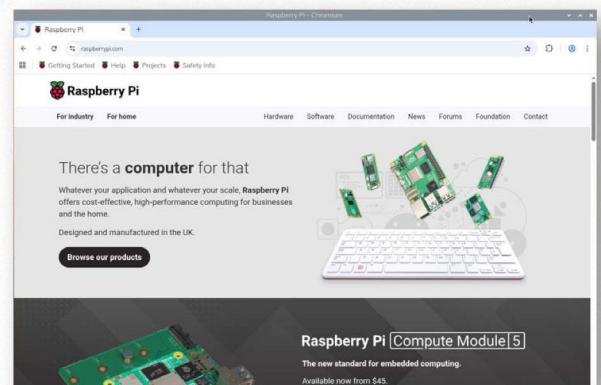 Raspberry Pi - Chromium
Raspberry Pi
raspberrypi.com
Getting Started Help Projects Safety Info
Raspberry Pi
For industry For home Hardware Software Documentation News Forums Foundation Contact
There's a computer for that
Whatever your application and whatever your scale, Raspberry Pi
offers cost-effective, high-performance computing for businesses
and the home.
Designed and manufactured in the UK.
Browse our products
Raspberry Pi Compute Module 5
The new standard for embedded computing.
Available now from $45.